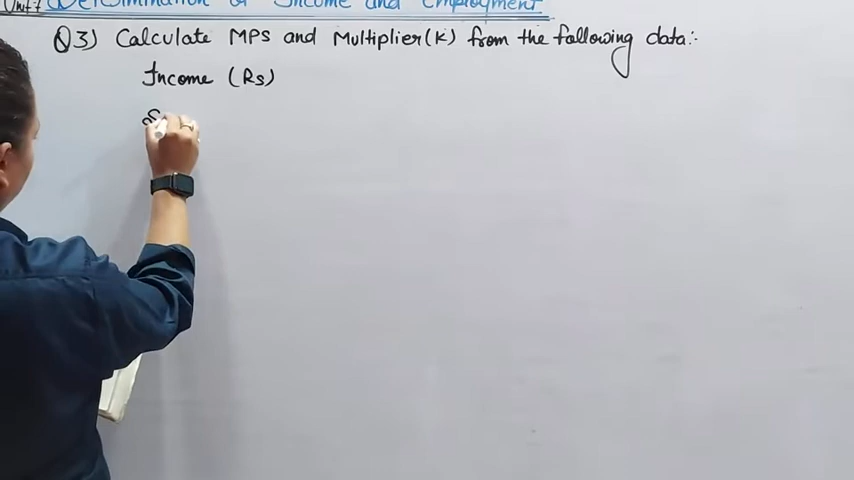 Unit 7 Determination of Income and Employment
Q3) Calculate MPS and Multiplier(K) from the following data:-
Income (Rs)
S